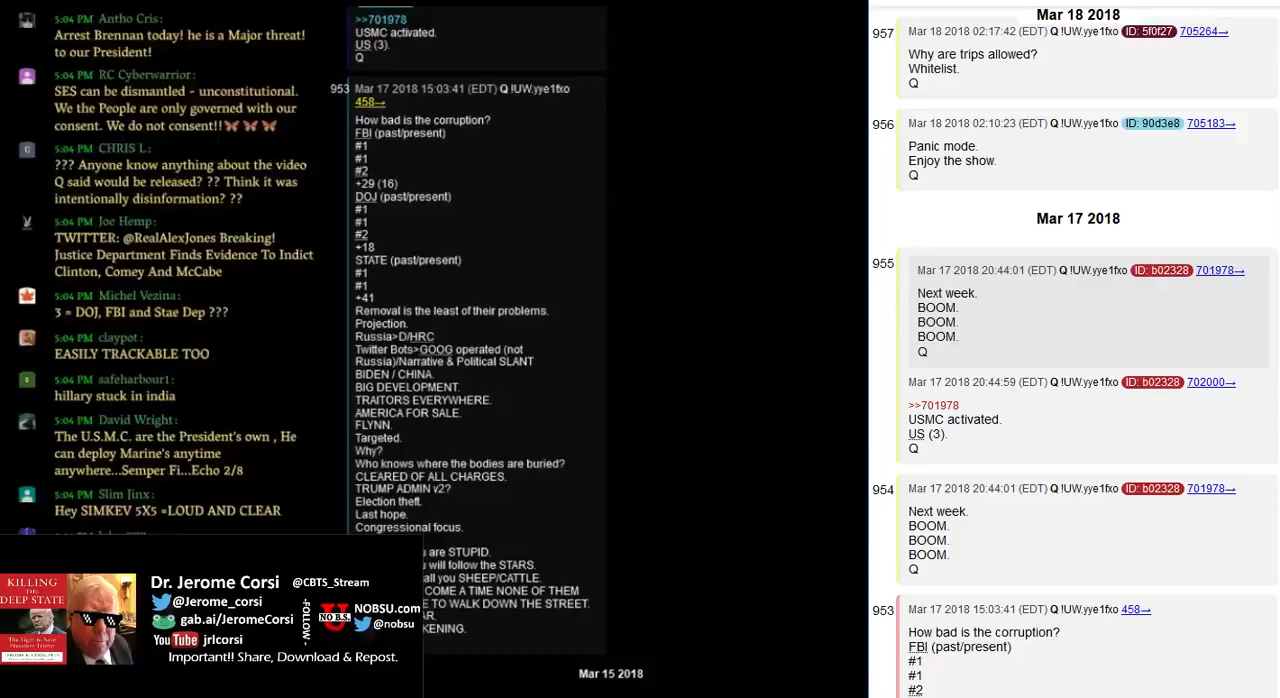 5:04 PM Antho Cris:
Arrest Brennan today! he is a Major threat!
to our President!
5:04 PM RC Cyberwarrior:
SES can be dismantled - unconstitutional.
We the People are only governed with our
consent. We do not consent!!
5:04 PM CHRIS L:
??? Anyone know anything about the video
Q said would be released? ?? Think it was
intentionally disinformation? ??
5:04 PM Joe Hemp:
TWITTER: @RealAlexJones Breaking!
Justice Department Finds Evidence To Indict
Clinton, Comey And McCabe
5:04 PM Michel Vezina:
3 = DOJ, FBI and Stae Dep ???
5:04 PM claypot:
EASILY TRACKABLE TOO
5:04 PM safeharbour1:
hillary stuck in india
5:04 PM David Wright:
The U.S.M.C. are the President's own , He
can deploy Marine's anytime
anywhere...Semper Fi...Echo 2/8
5:04 PM Slim Jinx:
Hey SIMKEV 5X5 =LOUD AND CLEAR
KILLING
THE
DEEP STATE
Dr. Jerome Corsi @CBTS_Stream
@Jerome_corsi
gab.ai/JeromeCorsi
YouTube jrlcorsi
-FOLLOW-
NO B.S.
NOBSU.com
@nobsu
Important!! Share, Download & Repost.
>>701978
USMC activated.
US (3).
Q
953 Mar 17 2018 15:03:41 (EDT) Q !UW.yye1fxo
458→
How bad is the corruption?
FBI (past/present)
#1
#1
#2
+29 (16)
DOJ (past/present)
#1
#1
#2
+18
STATE (past/present)
#1
#1
+41
Removal is the least of their problems.
Projection.
Russia>D/HRC
Twitter Bots>GOOG operated (not
Russia)/Narrative & Political SLANT
BIDEN / CHINA.
BIG DEVELOPMENT.
TRAITORS EVERYWHERE.
AMERICA FOR SALE.
FLYNN.
Targeted.
Why?
Who knows where the bodies are buried?
CLEARED OF ALL CHARGES.
TRUMP ADMIN v2?
Election theft.
Last hope.
Congressional focus.
are STUPID.
will follow the STARS.
all you SHEEP/CATTLE.
COME A TIME NONE OF THEM
E TO WALK DOWN THE STREET.
AR.
KENING.
Mar 15 2018
Mar 18 2018
957 Mar 18 2018 02:17:42 (EDT) Q !UW.yye1fxo ID: 5f0f27 705264→
Why are trips allowed?
Whitelist.
Q
956 Mar 18 2018 02:10:23 (EDT) Q !UW.yye1fxo ID: 90d3e8 705183→
Panic mode.
Enjoy the show.
Q
Mar 17 2018
955 Mar 17 2018 20:44:01 (EDT) Q !UW.yye1fxo ID: b02328 701978→
Next week.
BOOM.
BOOM.
BOOM.
Q
Mar 17 2018 20:44:59 (EDT) Q !UW.yye1fxo ID: b02328 702000→
>>701978
USMC activated.
US (3).
Q
954 Mar 17 2018 20:44:01 (EDT) Q !UW.yye1fxo ID: b02328 701978→
Next week.
BOOM.
BOOM.
BOOM.
Q
953 Mar 17 2018 15:03:41 (EDT) Q !UW.yye1fxo 458→
How bad is the corruption?
FBI (past/present)
#1
#1
#2